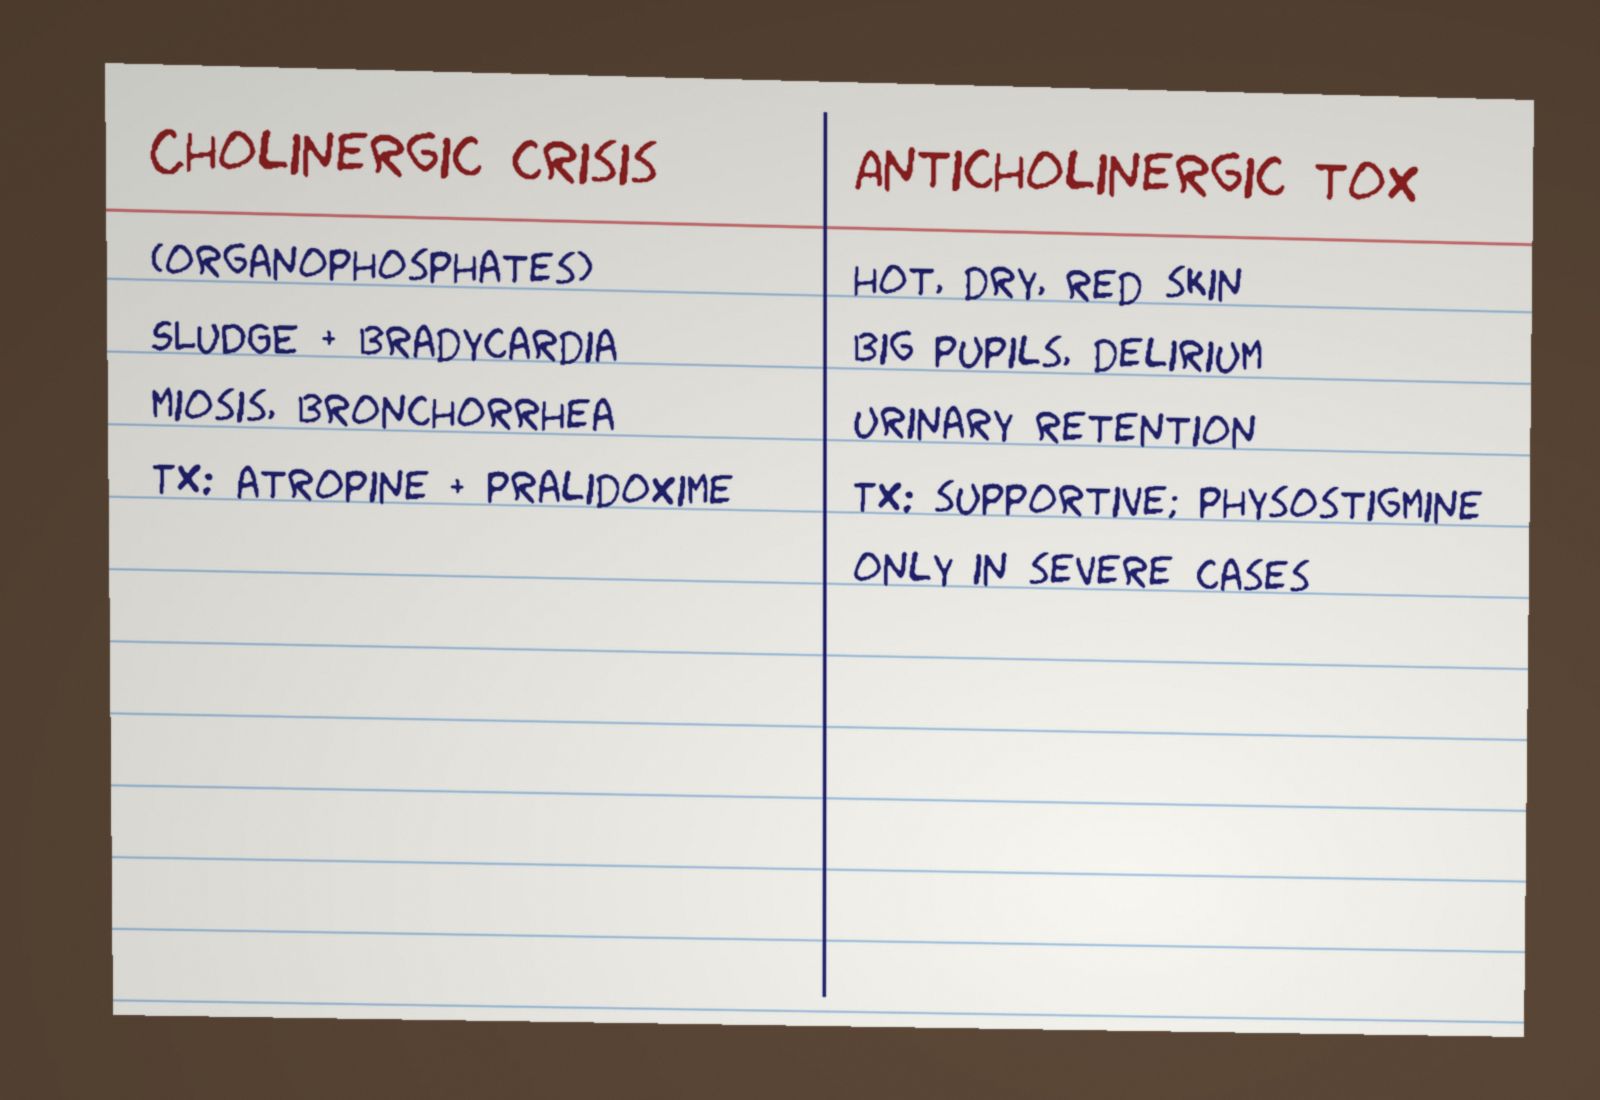 CHOLINERGIC CRISIS
(ORGANOPHOSPHATES)
SLUDGE + BRADYCARDIA
MIOSIS, BRONCHORRHEA
TX: ATROPINE + PRALIDOXIME
ANTICHOLINERGIC TOX
HOT, DRY, RED SKIN
BIG PUPILS, DELIRIUM
URINARY RETENTION
TX: SUPPORTIVE; PHYSOSTIGMINE
ONLY IN SEVERE CASES